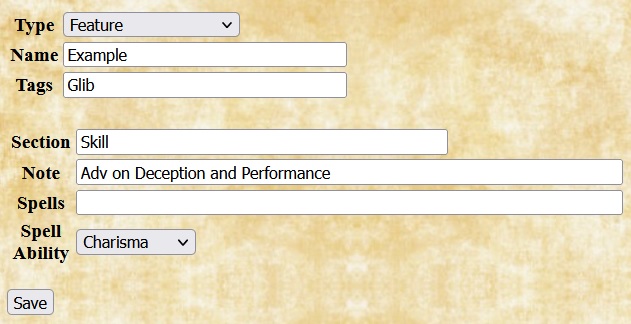 Type Feature
Name Example
Tags Glib
Section Skill
Note Adv on Deception and Performance
Spells
Spell
Ability Charisma
Save